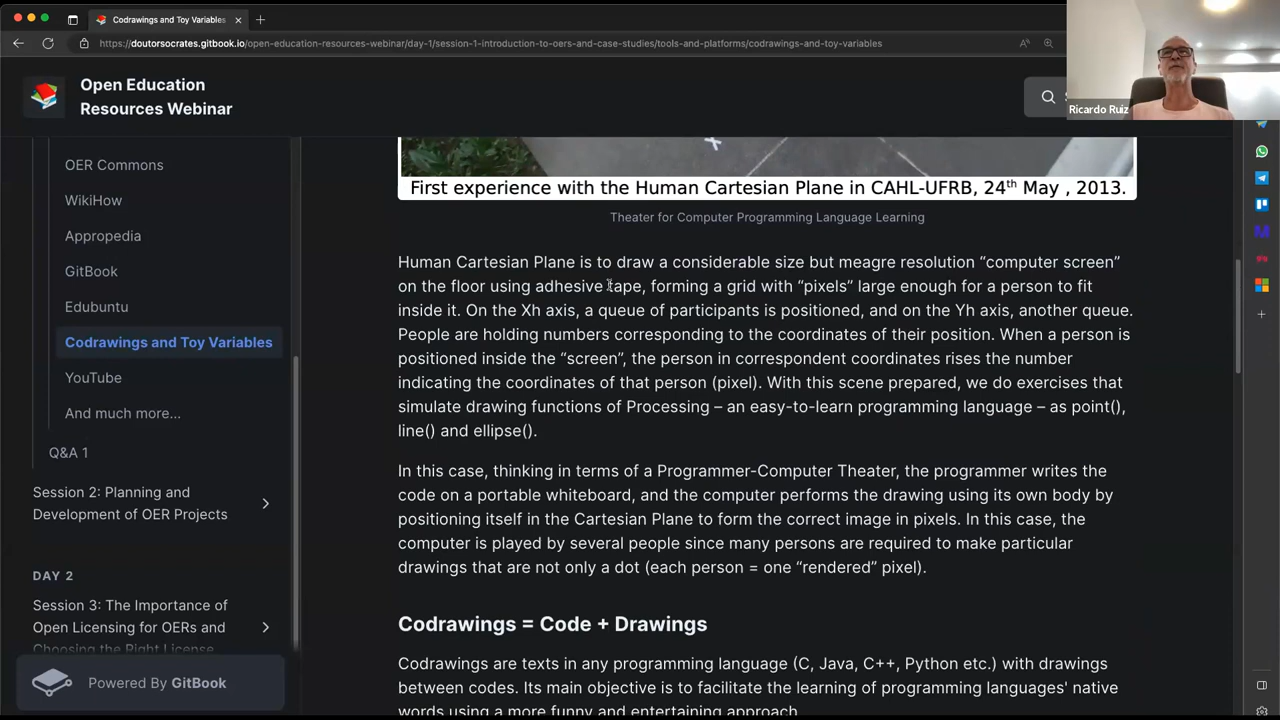 Codrawings and Toy Variables
https://doutorsocrates.gitbook.io/open-education-resources-webinar/day-1/session-1-introduction-to-oers-and-case-studies/tools-and-platforms/codrawings-and-toy-variables
Ricardo Ruiz
Open Education
Resources Webinar
OER Commons
WikiHow
Appropedia
GitBook
Edubuntu
Codrawings and Toy Variables
YouTube
And much more...
Q&A 1
Session 2: Planning and
Development of OER Projects
DAY 2
Session 3: The Importance of
Open Licensing for OERs and
Choosing the Right License
Powered By GitBook
First experience with the Human Cartesian Plane in CAHL-UFRB, 24th May , 2013.
Theater for Computer Programming Language Learning
Human Cartesian Plane is to draw a considerable size but meagre resolution “computer screen”
on the floor using adhesive tape, forming a grid with “pixels” large enough for a person to fit
inside it. On the Xh axis, a queue of participants is positioned, and on the Yh axis, another queue.
People are holding numbers corresponding to the coordinates of their position. When a person is
positioned inside the “screen”, the person in correspondent coordinates rises the number
indicating the coordinates of that person (pixel). With this scene prepared, we do exercises that
simulate drawing functions of Processing – an easy-to-learn programming language – as point(),
line() and ellipse().
In this case, thinking in terms of a Programmer-Computer Theater, the programmer writes the
code on a portable whiteboard, and the computer performs the drawing using its own body by
positioning itself in the Cartesian Plane to form the correct image in pixels. In this case, the
computer is played by several people since many persons are required to make particular
drawings that are not only a dot (each person = one “rendered” pixel).
Codrawings = Code + Drawings
Codrawings are texts in any programming language (C, Java, C++, Python etc.) with drawings
between codes. Its main objective is to facilitate the learning of programming languages' native
words using a more funny and entertaining approach